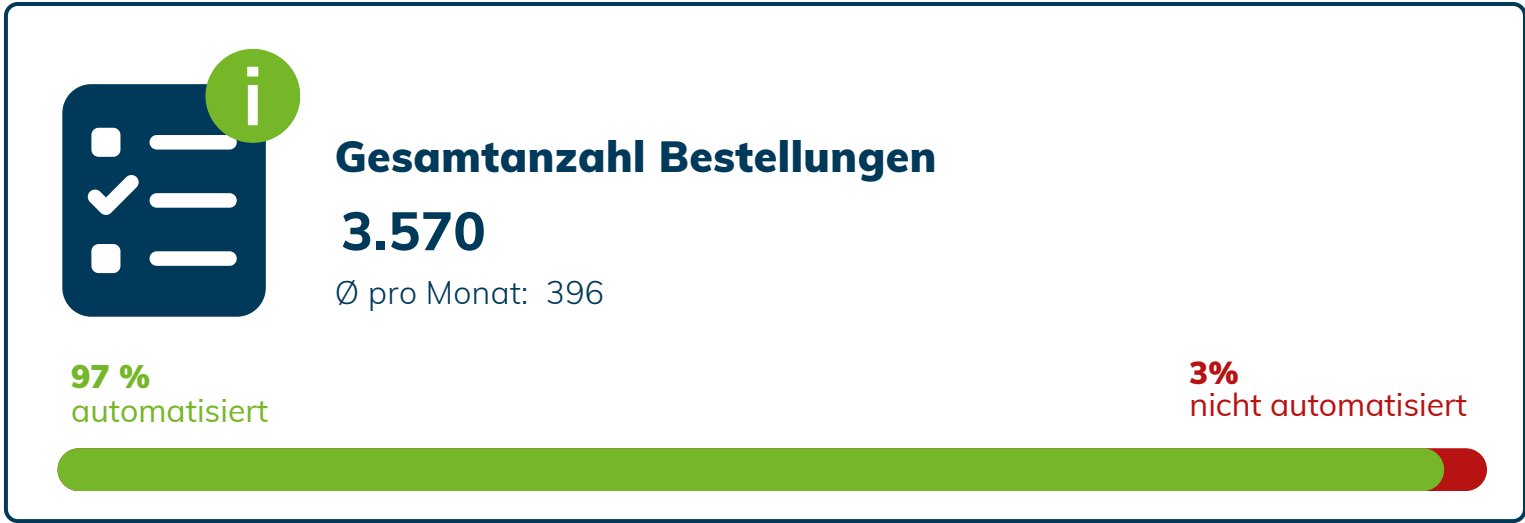 i
Gesamtanzahl Bestellungen
3.570
Ø pro Monat: 396
97 %
automatisiert
3%
nicht automatisiert